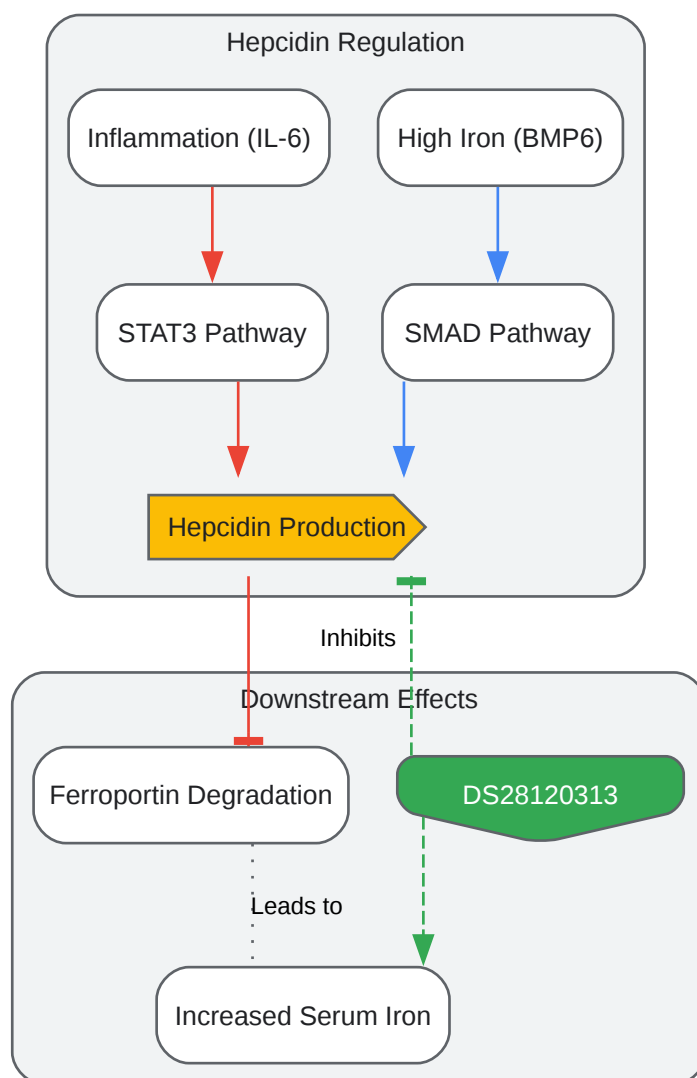 Hepcidin Regulation
Inflammation (IL-6)
High Iron (BMP6)
STAT3 Pathway
SMAD Pathway
Hepcidin Production
Inhibits
Downstream Effects
Ferroportin Degradation
DS28120313
Leads to
Increased Serum Iron